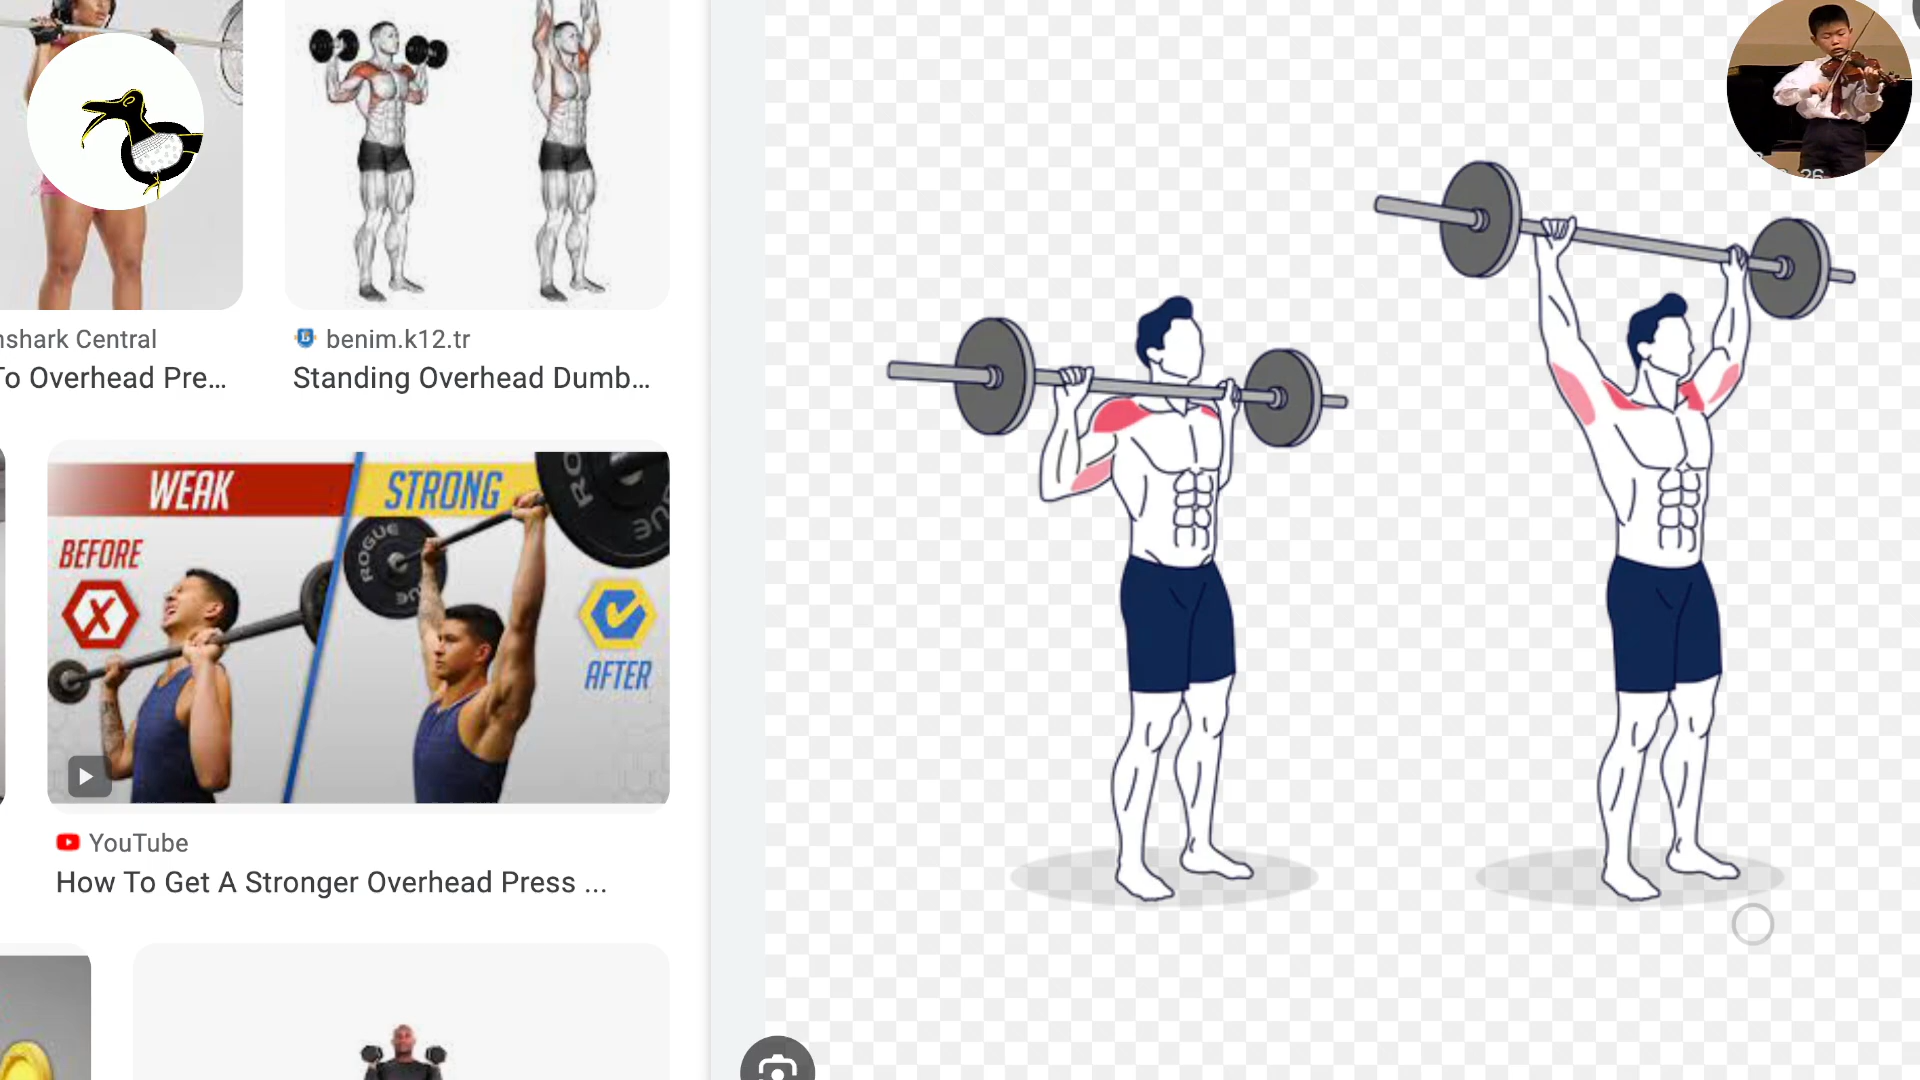 nshark Central
To Overhead Pre...
benim.k12.tr
Standing Overhead Dumb...
WEAK
STRONG
BEFORE
ROGUE
AFTER
YouTube
How To Get A Stronger Overhead Press ...
26